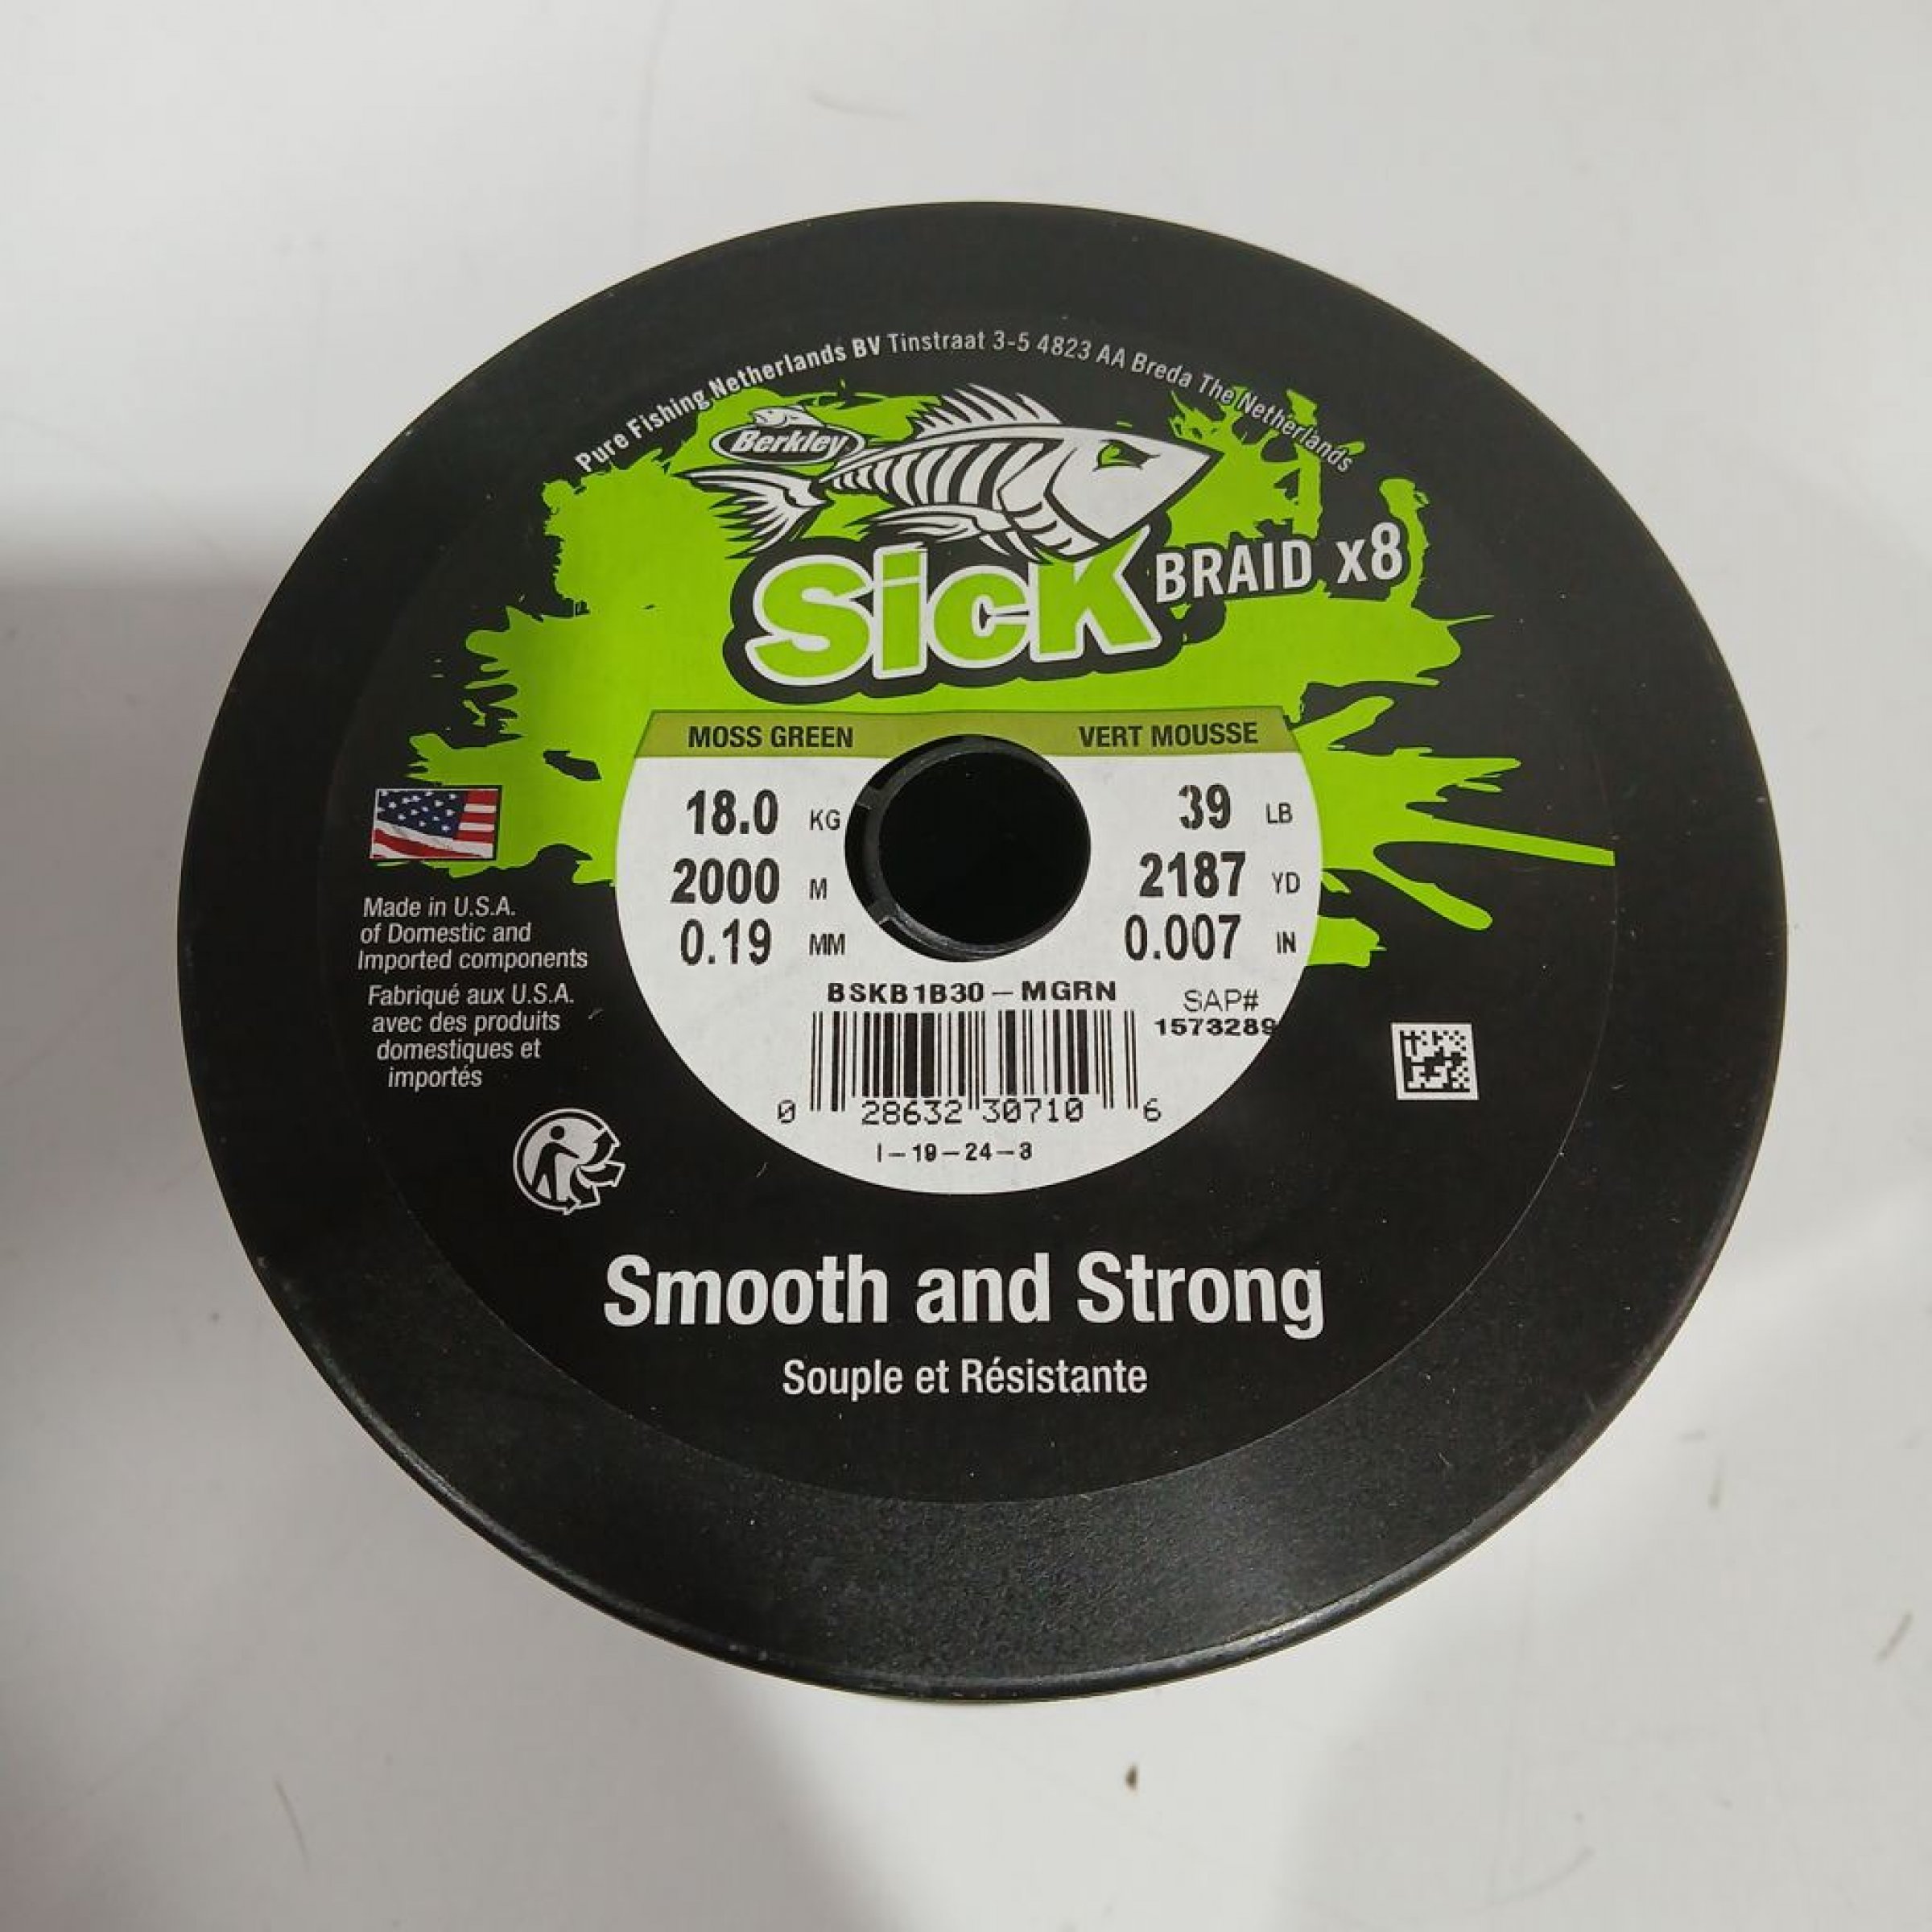 Pure Fishing Netherlands BV Tinstraat 3-5 4823 AA Breda The Netherlands
Berkley
Sick BRAID x8
MOSS GREEN VERT MOUSSE
18.0 KG 39 LB
2000 M 2187 YD
0.19 MM 0.007 IN
BSKB1B30-MGRN
SAP#
1573289
Made in U.S.A.
of Domestic and
Imported components
Fabriqué aux U.S.A.
avec des produits
domestiques et
importés
0 28632 30710 6
I-19-24-3
Smooth and Strong
Souple et Résistante